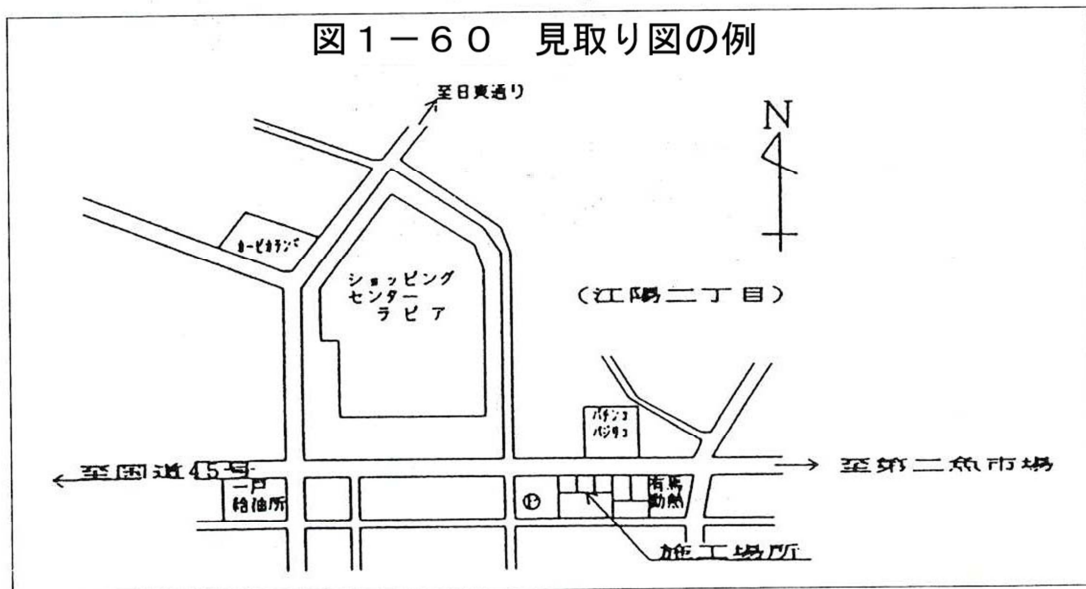 図1-60 見取り図の例
至日東通り
N
カービカランド
ショッピング
センター
ラピア
(江陽二丁目)
パチンコ
パジリコ
至国道45号
至第二魚市場
一戸
給油所
P
有馬
動熱
施工場所